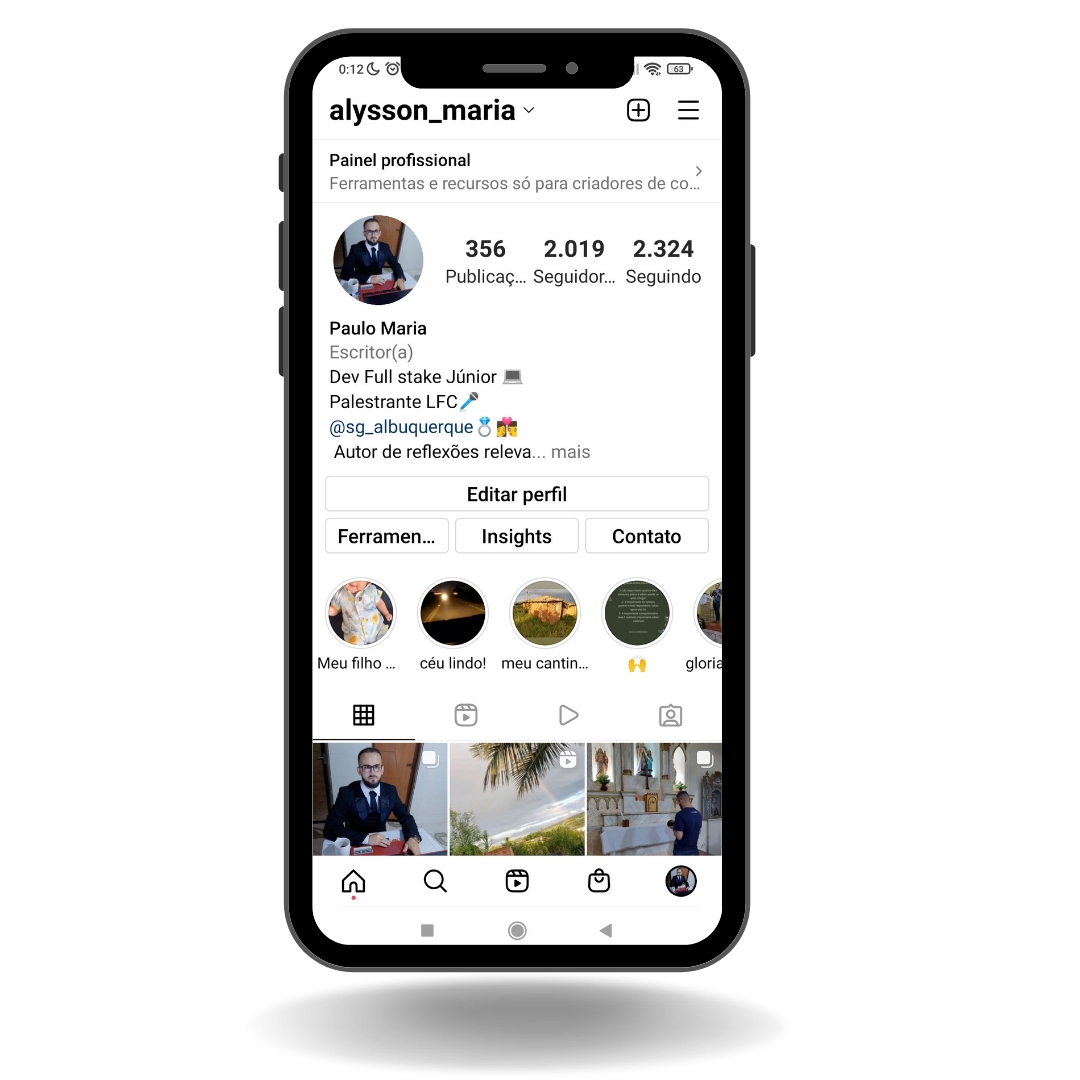 0:12
63
alysson_maria
Painel profissional
Ferramentas e recursos só para criadores de co...
356 2.019 2.324
Publicaç... Seguidor... Seguindo
Paulo Maria
Escritor(a)
Dev Full stake Júnior 💻
Palestrante LFC🎤
@sg_albuquerque💍💏
Autor de reflexões releva... mais
Editar perfil
Ferramen... Insights Contato
Meu filho ... céu lindo! meu cantin... 🙌 gloria